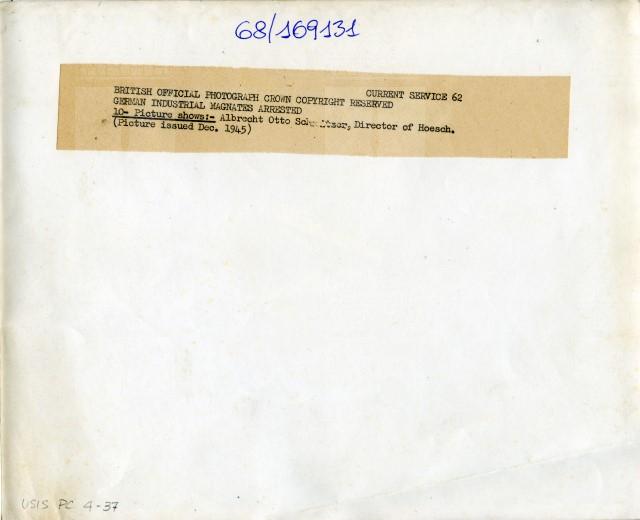 68/169131
BRITISH OFFICIAL PHOTOGRAPH CROWN COPYRIGHT RESERVED CURRENT SERVICE 62
GERMAN INDUSTRIAL MAGNATES ARRESTED
10- Picture shows:- Albrecht Otto Director of Hoesch.
(Picture issued Dec. 1945)
USIS PC 4-37